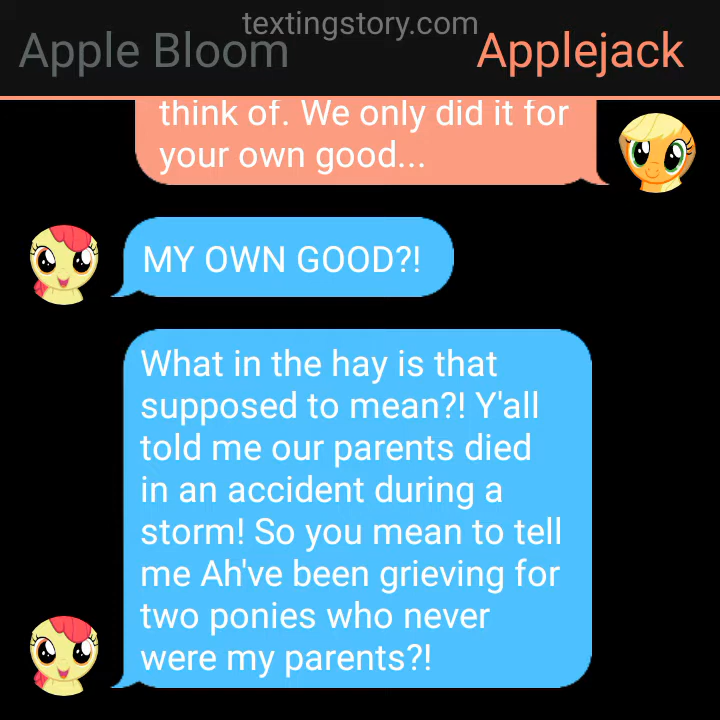 textingstory.com
Apple Bloom
Applejack
think of. We only did it for
your own good...
MY OWN GOOD?!
What in the hay is that
supposed to mean?! Y'all
told me our parents died
in an accident during a
storm! So you mean to tell
me Ah've been grieving for
two ponies who never
were my parents?!